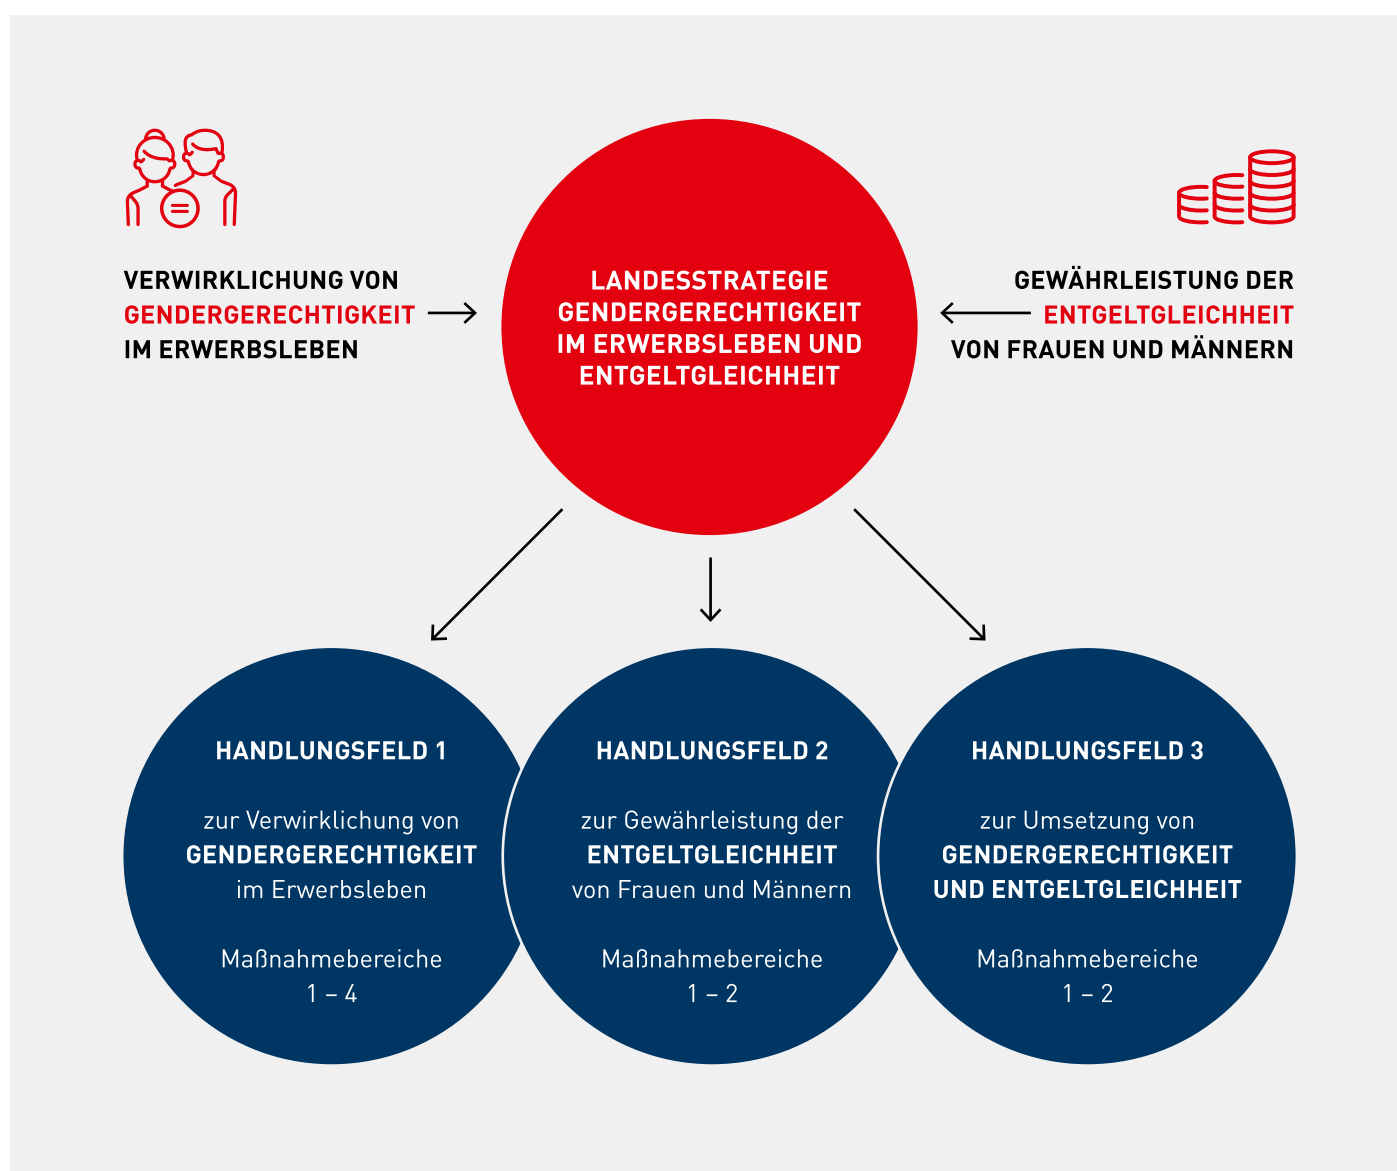 VERWIRKLICHUNG VON
GENDERGERECHTIGKEIT
IM ERWERBSLEBEN
LANDESSTRATEGIE
GENDERGERECHTIGKEIT
IM ERWERBSLEBEN UND
ENTGELTGLEICHHEIT
GEWÄHRLEISTUNG DER
ENTGELTGLEICHHEIT
VON FRAUEN UND MÄNNERN
HANDLUNGSFELD 1
zur Verwirklichung von
GENDERGERECHTIGKEIT
im Erwerbsleben
Maßnahmebereiche
1 – 4
HANDLUNGSFELD 2
zur Gewährleistung der
ENTGELTGLEICHHEIT
von Frauen und Männern
Maßnahmebereiche
1 – 2
HANDLUNGSFELD 3
zur Umsetzung von
GENDERGERECHTIGKEIT
UND ENTGELTGLEICHHEIT
Maßnahmebereiche
1 – 2